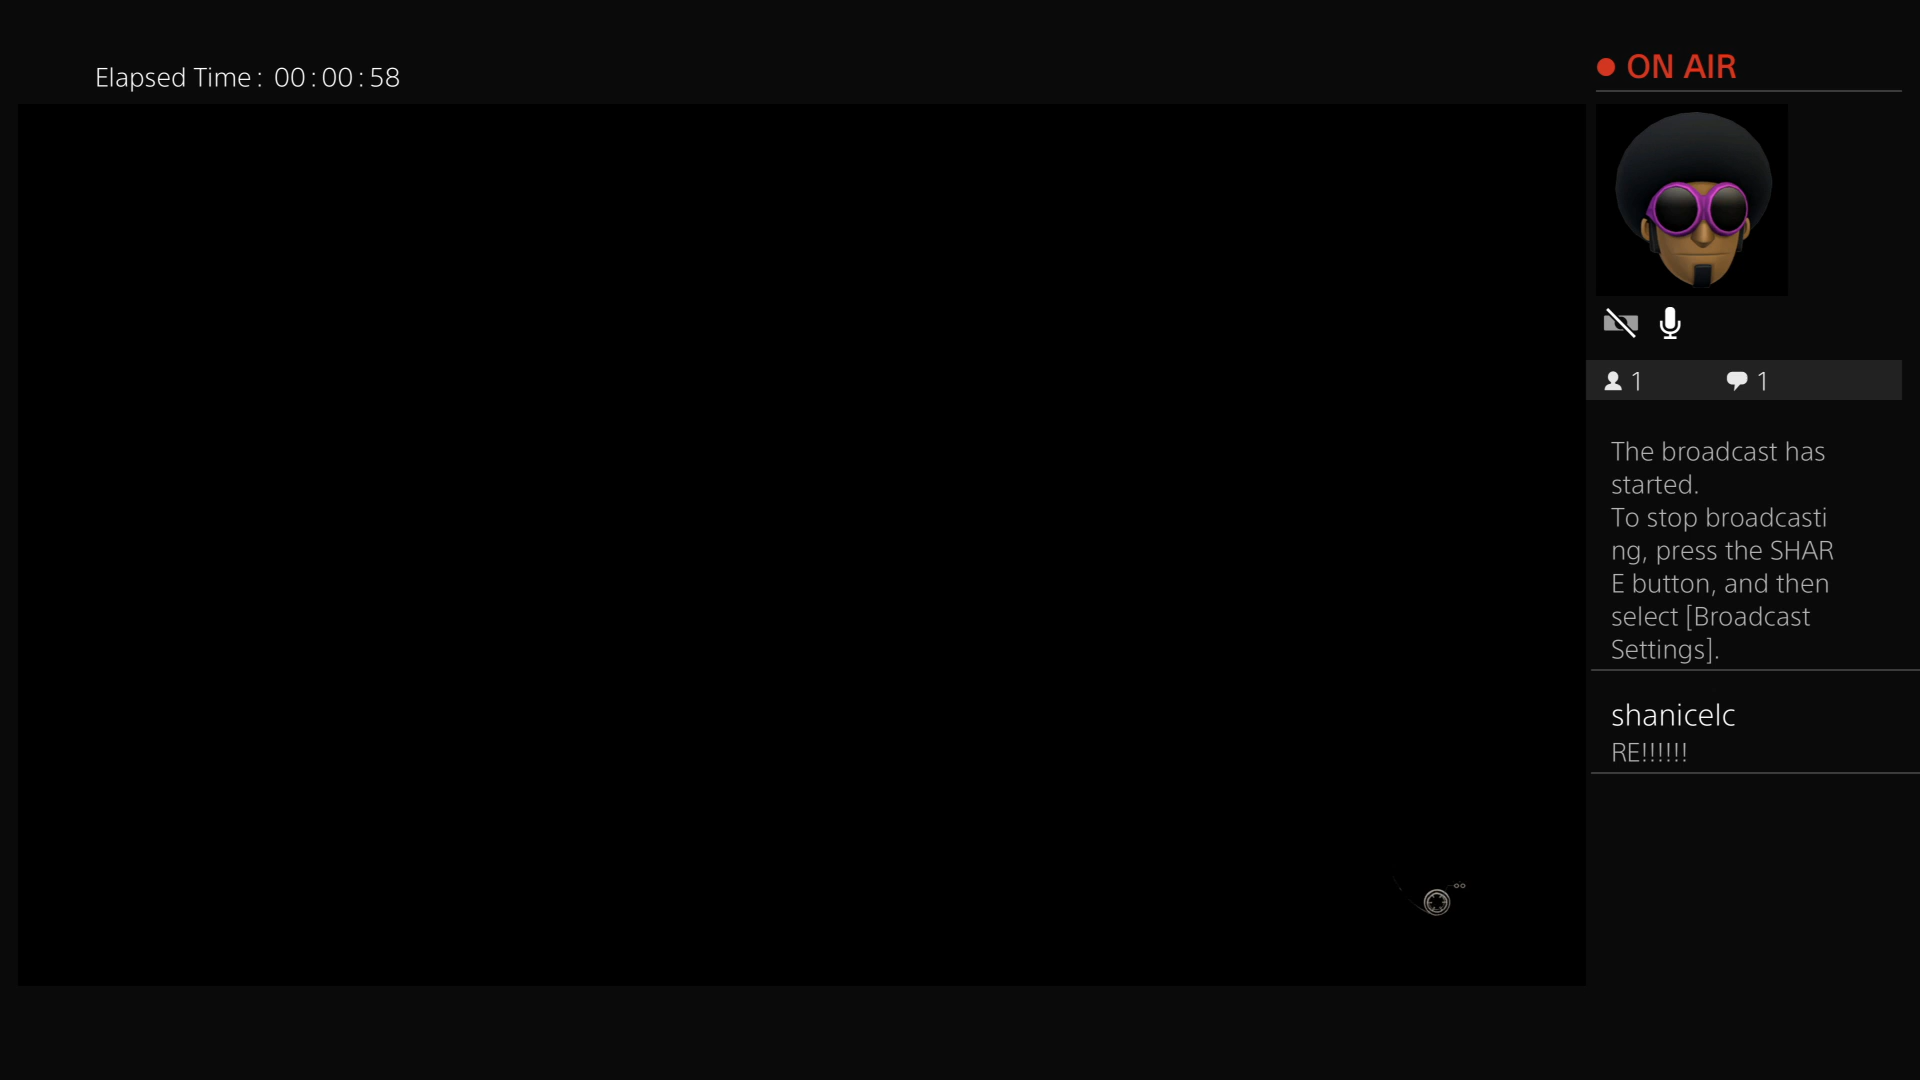 Elapsed Time: 00:00:58
ON AIR
1 1
The broadcast has
started.
To stop broadcasti
ng, press the SHAR
E button, and then
select [Broadcast
Settings].
shanicelc
RE!!!!!!